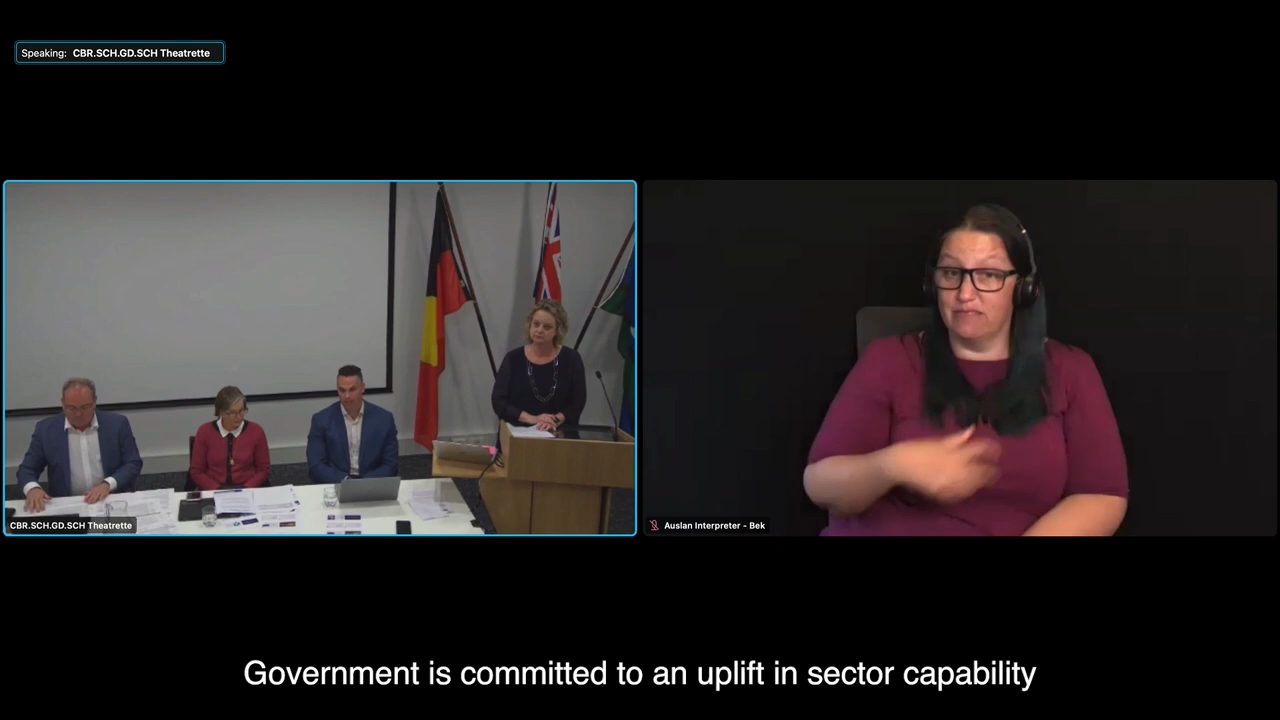 Speaking: CBR.SCH.GD.SCH Theatrette
CBR.SCH.GD.SCH Theatrette
Auslan Interpreter - Bek
Government is committed to an uplift in sector capability